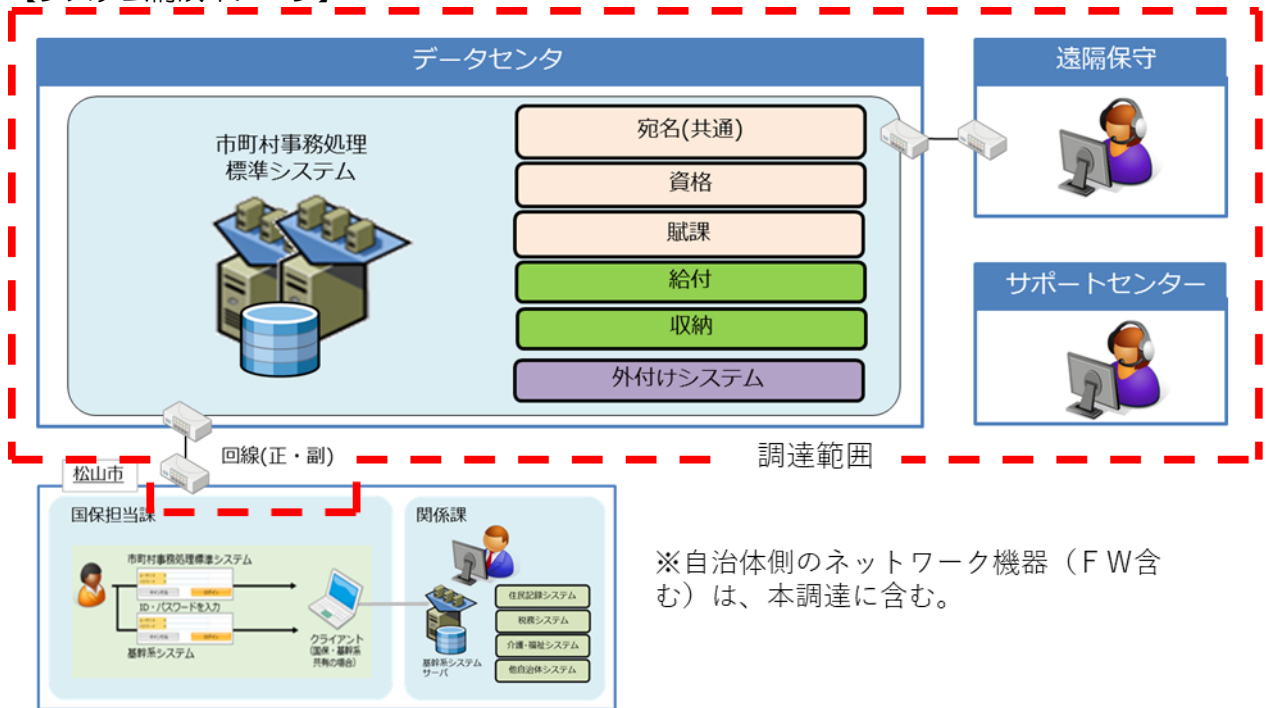 データセンタ
市町村事務処理
標準システム
宛名(共通)
資格
賦課
給付
収納
外付けシステム
遠隔保守
サポートセンター
回線(正・副)
調達範囲
松山市
国保担当課
市町村事務処理標準システム
ID・パスワードを入力
基幹系システム
クライアント
(国保・基幹系
共有の場合)
関係課
基幹系システム
サーバ
住民記録システム
税務システム
介護・福祉システム
他自治体システム
※自治体側のネットワーク機器（ＦＷ含
む）は、本調達に含む。